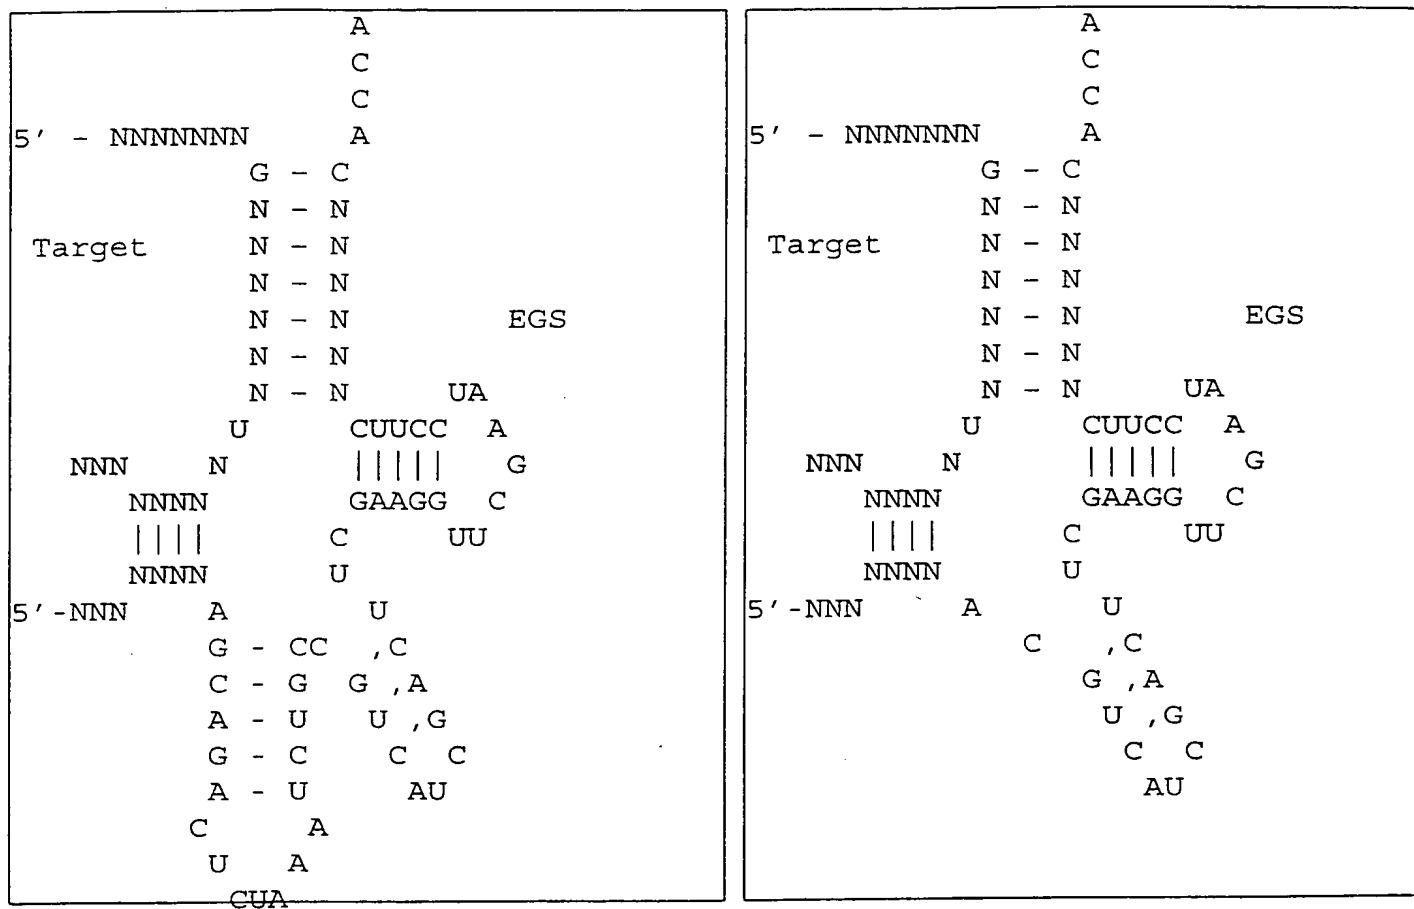 A
C
C
5' - NNNNNNN A
G - C
N - N
Target N - N
N - N
N - N EGS
N - N
N - N UA
U CUUCC A
NNN N ||||| G
NNNN GAAGG C
|||| C UU
NNNN U
5'-NNN A U
G - CC ,C
C - G G ,A
A - U U ,G
G - C C C
A - U AU
C A
U A
CUA
A
C
C
5' - NNNNNNN A
G - C
N - N
Target N - N
N - N
N - N EGS
N - N
N - N UA
U CUUCC A
NNN N ||||| G
NNNN GAAGG C
|||| C UU
NNNN U
5'-NNN A U
C ,C
G ,A
U ,G
C C
AU